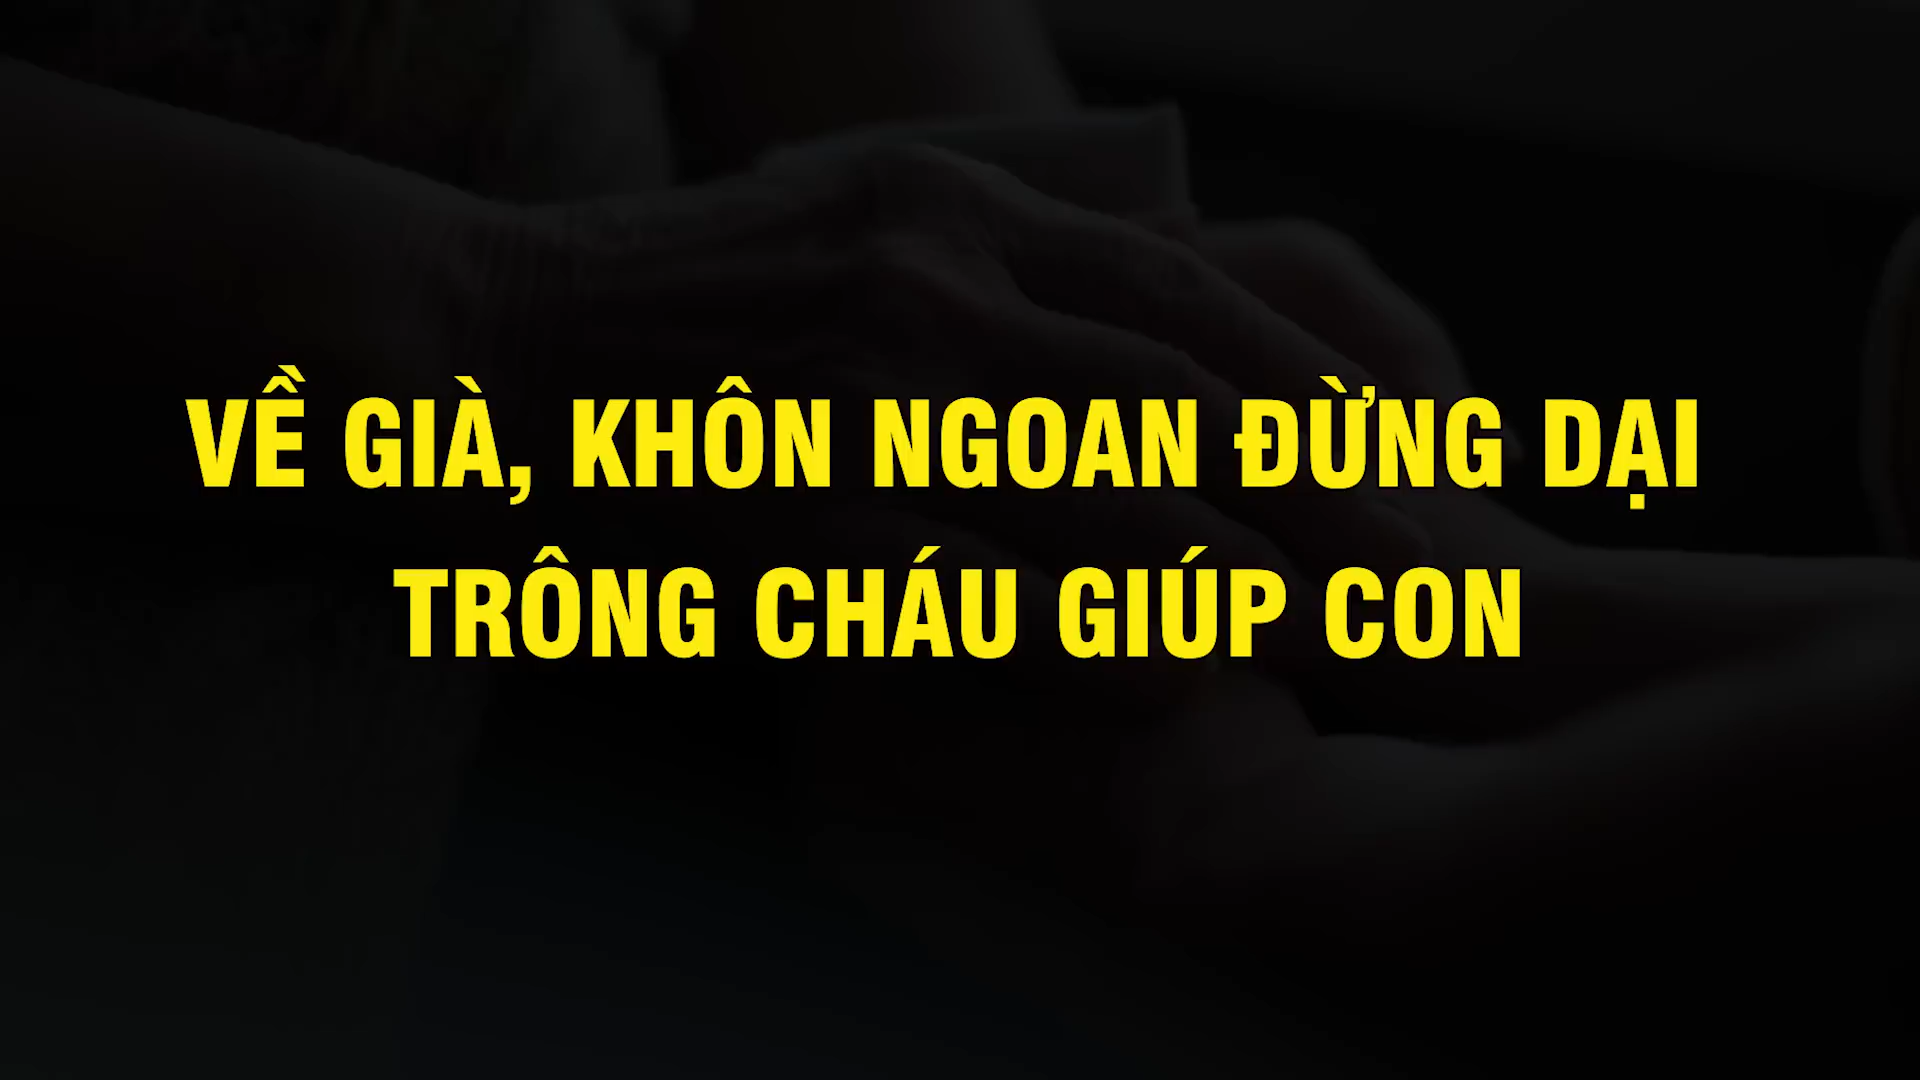 VỀ GIÀ, KHÔN NGOAN ĐỪNG DẠI
TRÔNG CHÁU GIÚP CON